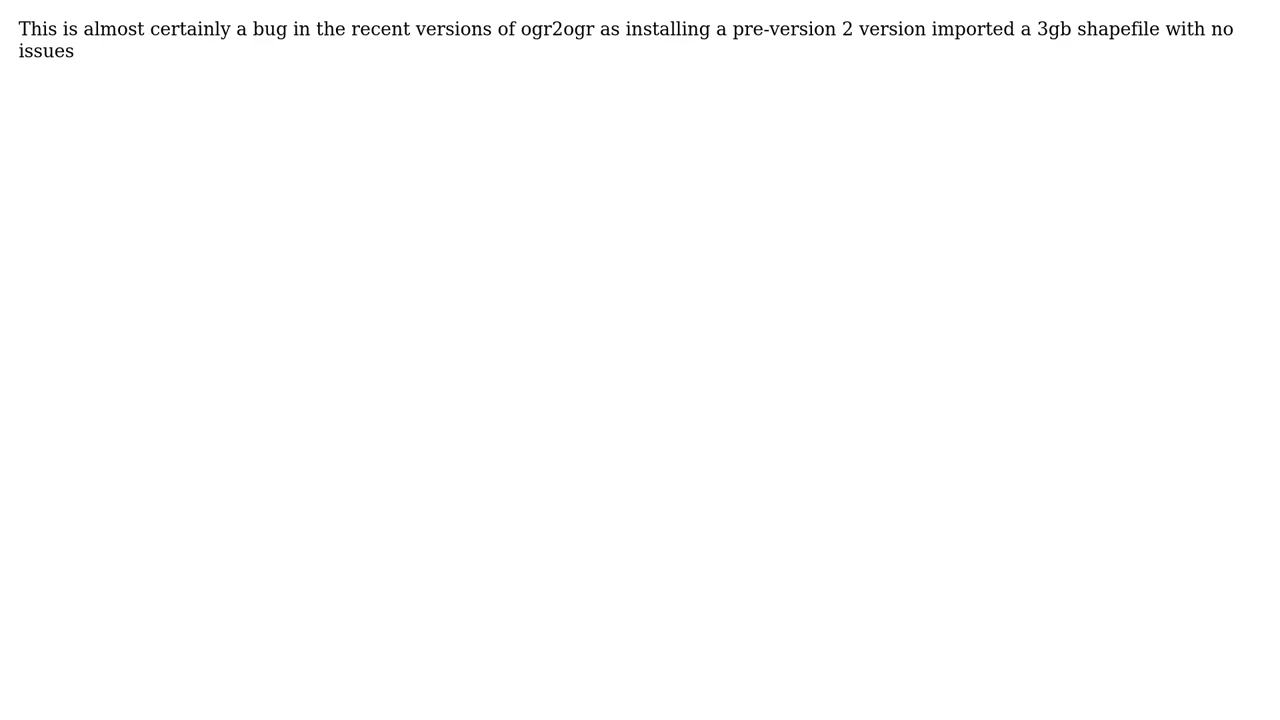 This is almost certainly a bug in the recent versions of ogr2ogr as installing a pre-version 2 version imported a 3gb shapefile with no
issues